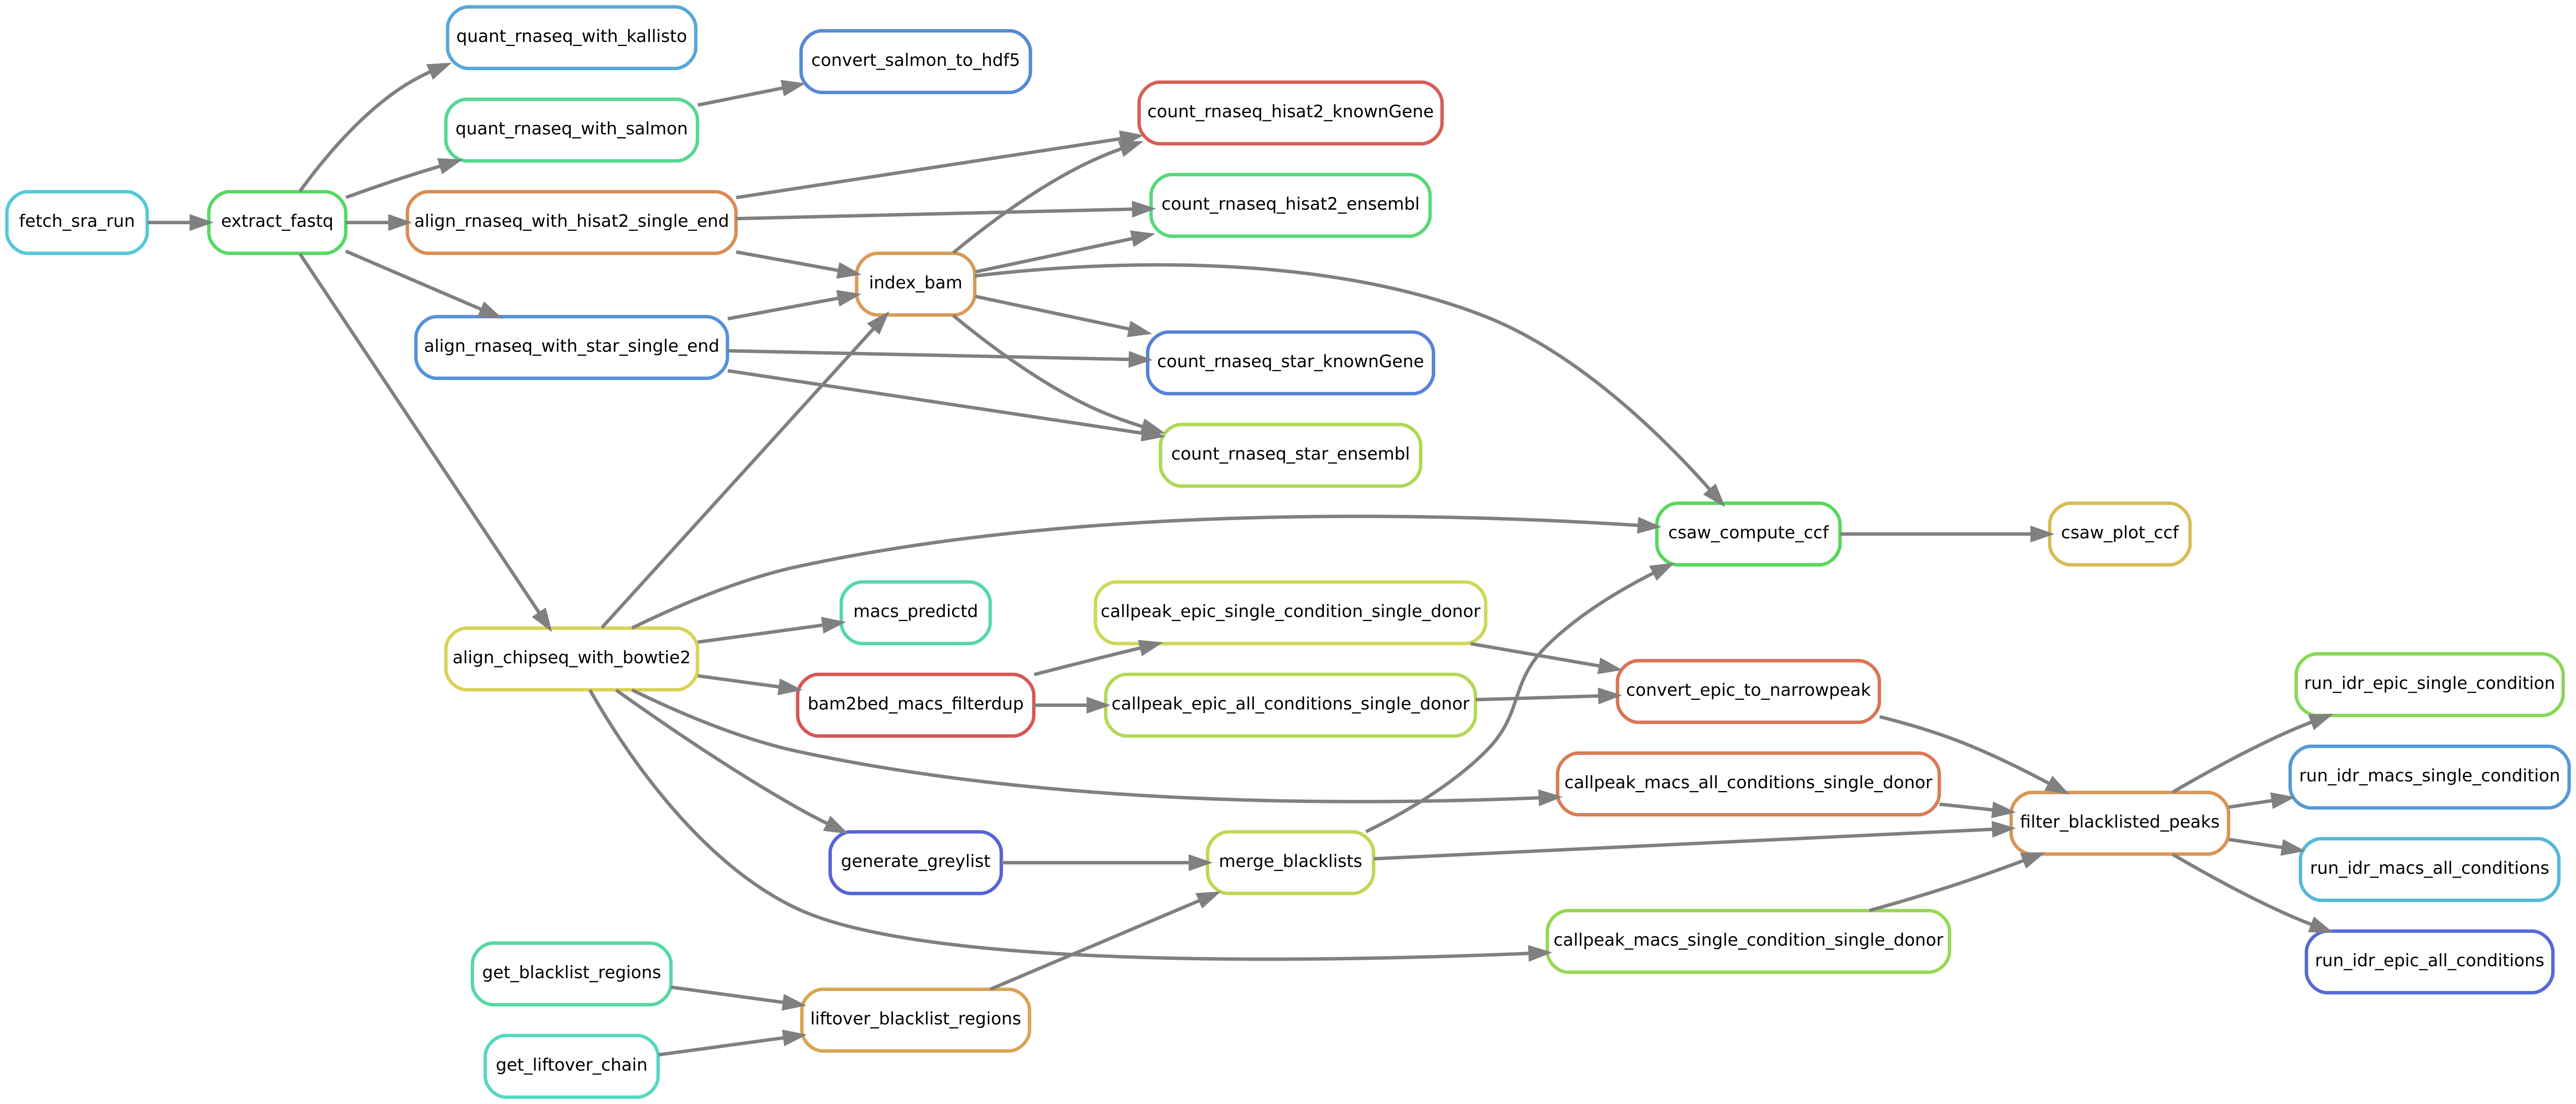 quant_rnaseq_with_kallisto
convert_salmon_to_hdf5
quant_rnaseq_with_salmon
count_rnaseq_hisat2_knownGene
fetch_sra_run
extract_fastq
align_rnaseq_with_hisat2_single_end
count_rnaseq_hisat2_ensembl
index_bam
align_rnaseq_with_star_single_end
count_rnaseq_star_knownGene
count_rnaseq_star_ensembl
csaw_compute_ccf
csaw_plot_ccf
macs_predictd
callpeak_epic_single_condition_single_donor
align_chipseq_with_bowtie2
bam2bed_macs_filterdup
callpeak_epic_all_conditions_single_donor
convert_epic_to_narrowpeak
run_idr_epic_single_condition
callpeak_macs_all_conditions_single_donor
run_idr_macs_single_condition
filter_blacklisted_peaks
generate_greylist
merge_blacklists
run_idr_macs_all_conditions
callpeak_macs_single_condition_single_donor
run_idr_epic_all_conditions
get_blacklist_regions
liftover_blacklist_regions
get_liftover_chain